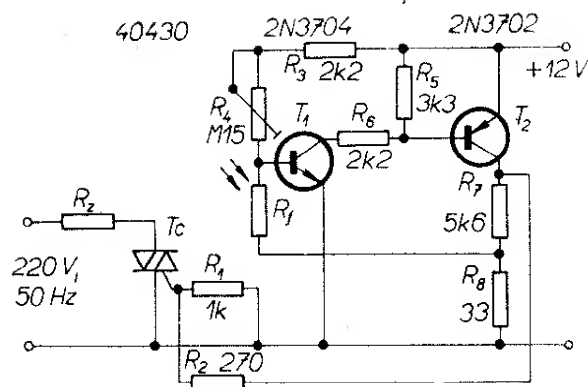 40430 2N3704 2N3702
R3 2k2
+12V
R4 M15
T1
R6 2k2
R5 3k3
T2
R7 5k6
Rf
Rz
Tc
R1 1k
R8 33
220 V,
50 Hz
R2 270